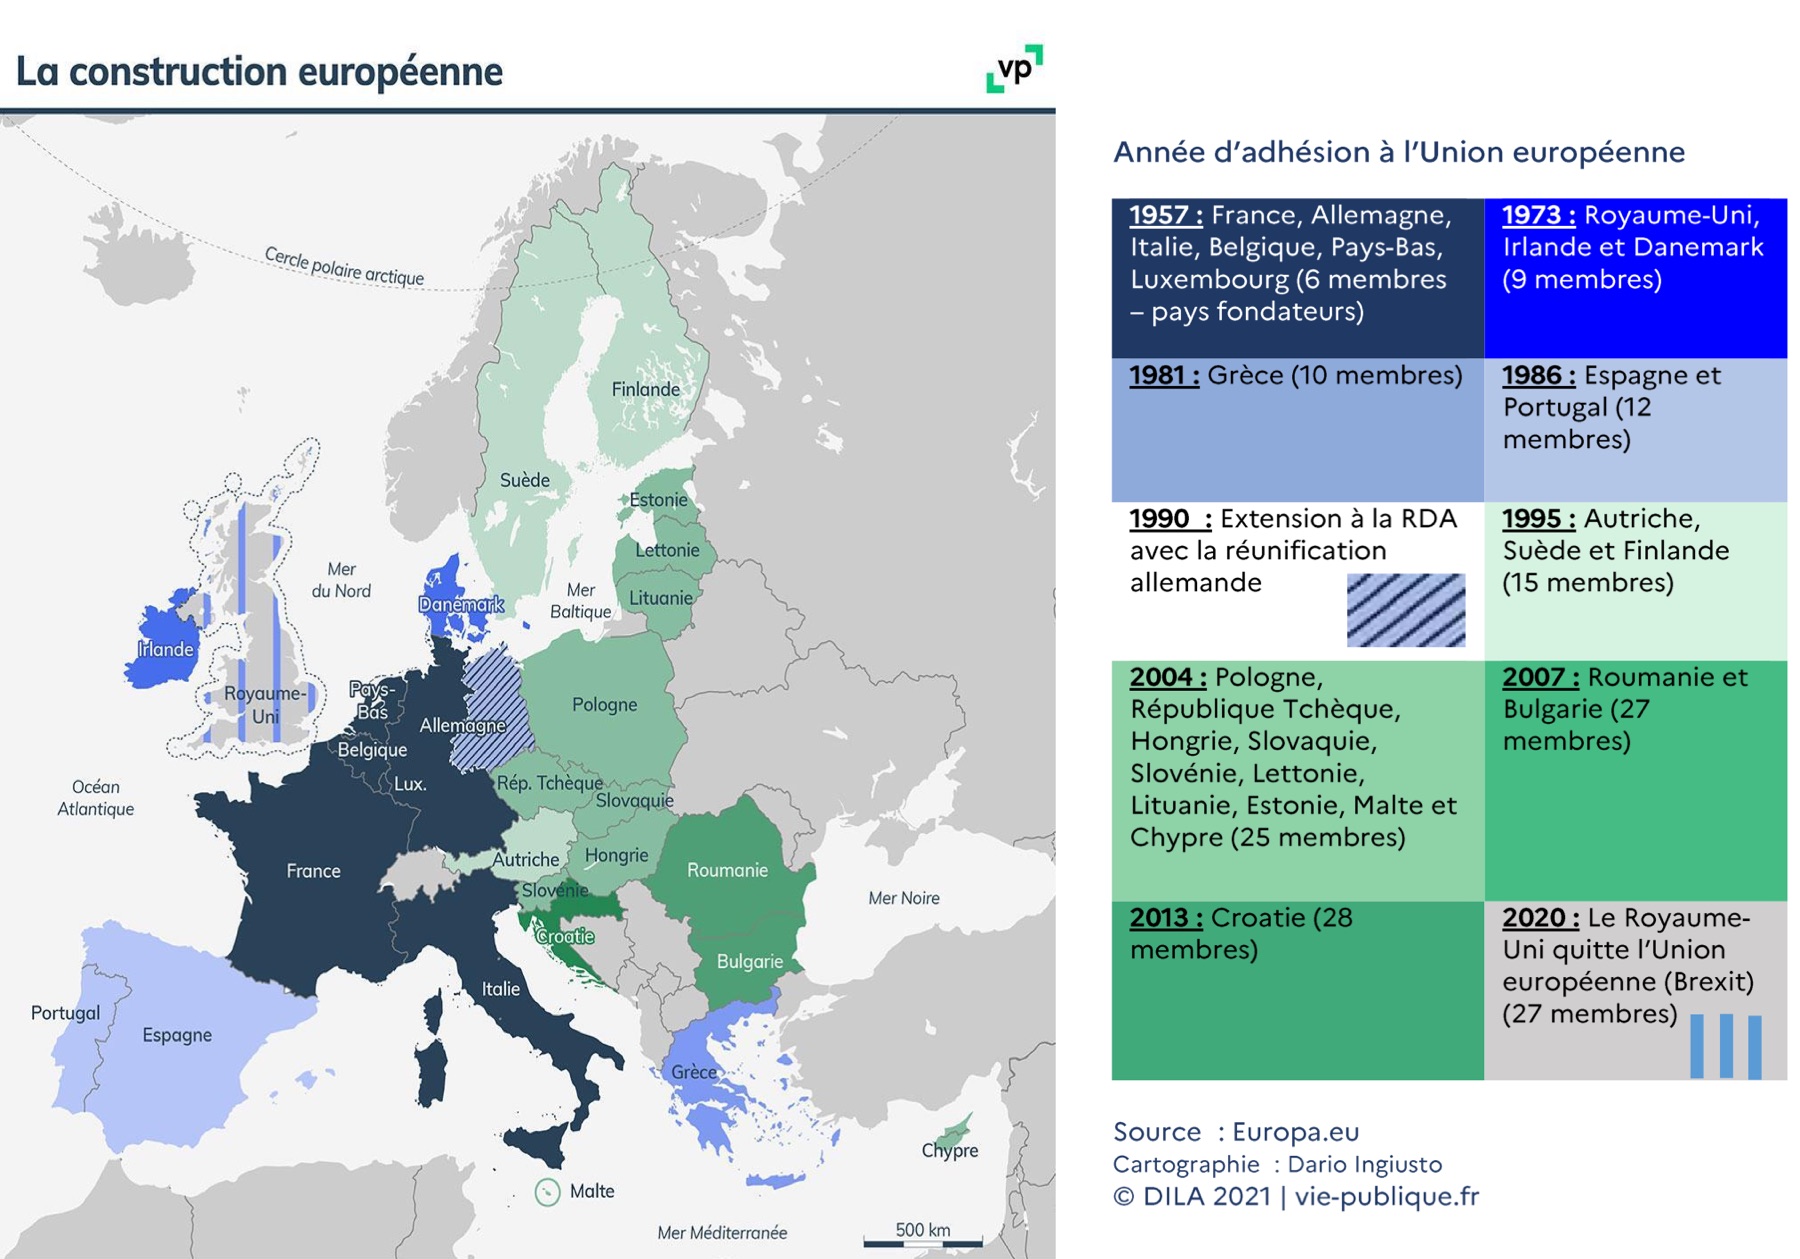 La construction européenne
vp
Cercle polaire arctique
Finlande
Suède
Estonie
Lettonie
Lituanie
Mer
du Nord
Mer
Baltique
Danemark
Irlande
Royaume-
Uni
Pays-
Bas
Allemagne
Pologne
Belgique
Lux.
Rép. Tchèque
Slovaquie
Océan
Atlantique
France
Autriche
Hongrie
Slovénie
Roumanie
Croatie
Mer Noire
Bulgarie
Italie
Portugal
Espagne
Grèce
Chypre
Malte
Mer Méditerranée
500 km
Année d’adhésion à l’Union européenne
1957 : France, Allemagne,
Italie, Belgique, Pays-Bas,
Luxembourg (6 membres
– pays fondateurs)
1973 : Royaume-Uni,
Irlande et Danemark
(9 membres)
1981 : Grèce (10 membres)
1986 : Espagne et
Portugal (12
membres)
1990  : Extension à la RDA
avec la réunification
allemande
1995 : Autriche,
Suède et Finlande
(15 membres)
2004 : Pologne,
République Tchèque,
Hongrie, Slovaquie,
Slovénie, Lettonie,
Lituanie, Estonie, Malte et
Chypre (25 membres)
2007 : Roumanie et
Bulgarie (27
membres)
2013 : Croatie (28
membres)
2020 : Le Royaume-
Uni quitte l’Union
européenne (Brexit)
(27 membres)
Source  : Europa.eu
Cartographie  : Dario Ingiusto
© DILA 2021 | vie-publique.fr